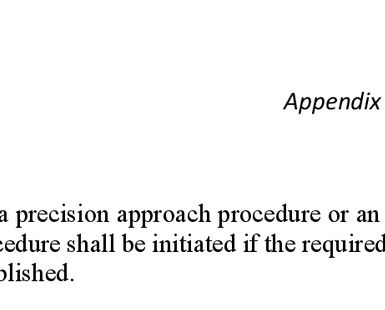 Appendix
a precision approach procedure or an
cedure shall be initiated if the required
blished.